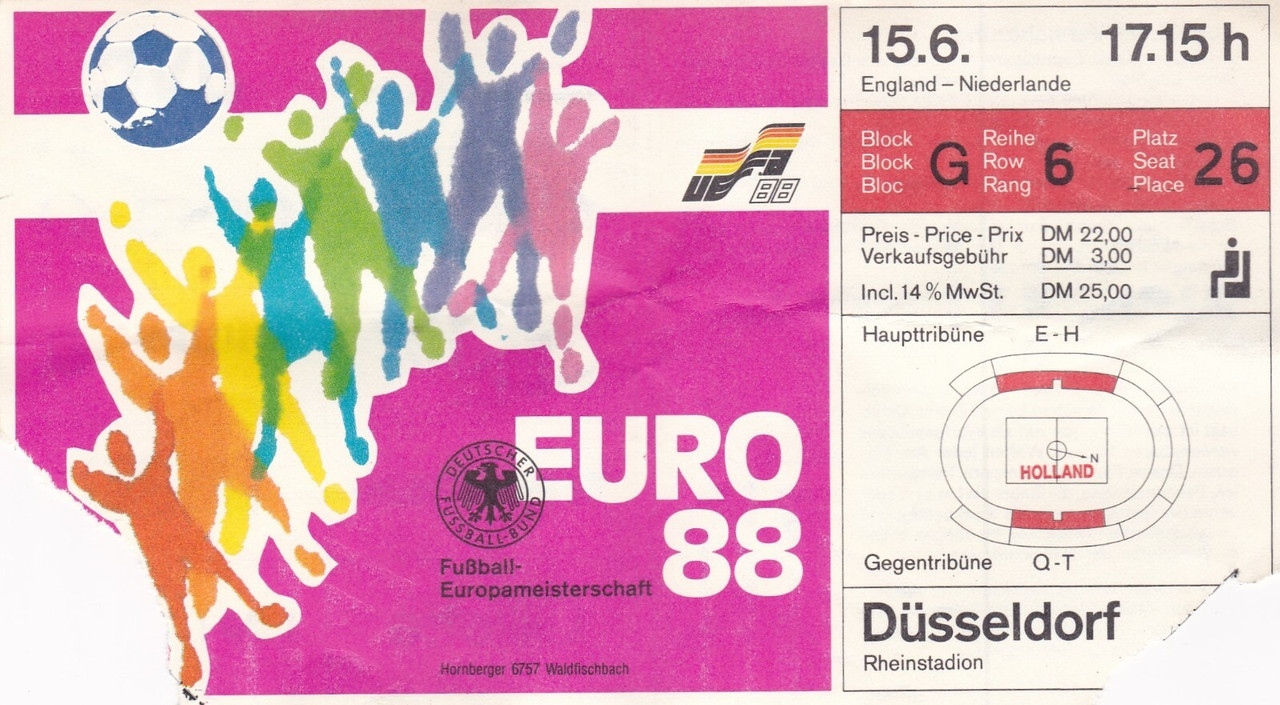 UEFA
88
DEUTSCHER
FUSSBALL-BUND
EURO
88
Fußball-
Europameisterschaft
Hornberger 6757 Waldfischbach
15.6. 17.15 h
England – Niederlande
Block Reihe Platz
Block G Row 6 Seat 26
Bloc Rang Place
Preis - Price - Prix DM 22,00
Verkaufsgebühr DM 3,00
Incl. 14 % MwSt. DM 25,00
Haupttribüne E - H
N
HOLLAND
Gegentribüne Q - T
Düsseldorf
Rheinstadion